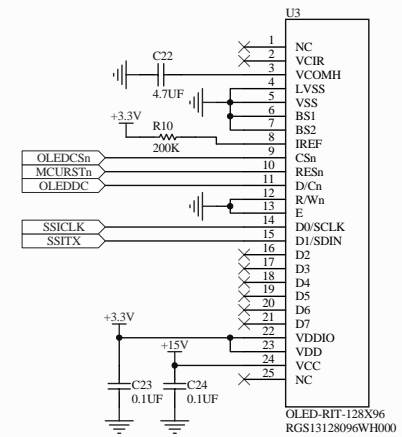 U3
1 NC
2 VCIR
C22
3 VCOMH
4.7UF
4 LVSS
5 VSS
6 BS1
+3.3V
7 BS2
R10
8 IREF
200K
OLEDCSn 9 CSn
MCURSTn 10 RESn
OLEDDC 11 D/Cn
12 R/Wn
13 E
SSICLK 14 D0/SCLK
SSITX 15 D1/SDIN
16 D2
17 D3
18 D4
19 D5
20 D6
21 D7
+3.3V
22 VDDIO
23 VDD
+15V
24 VCC
25 NC
C23
0.1UF
C24
0.1UF
OLED-RIT-128X96
RGS13128096WH000